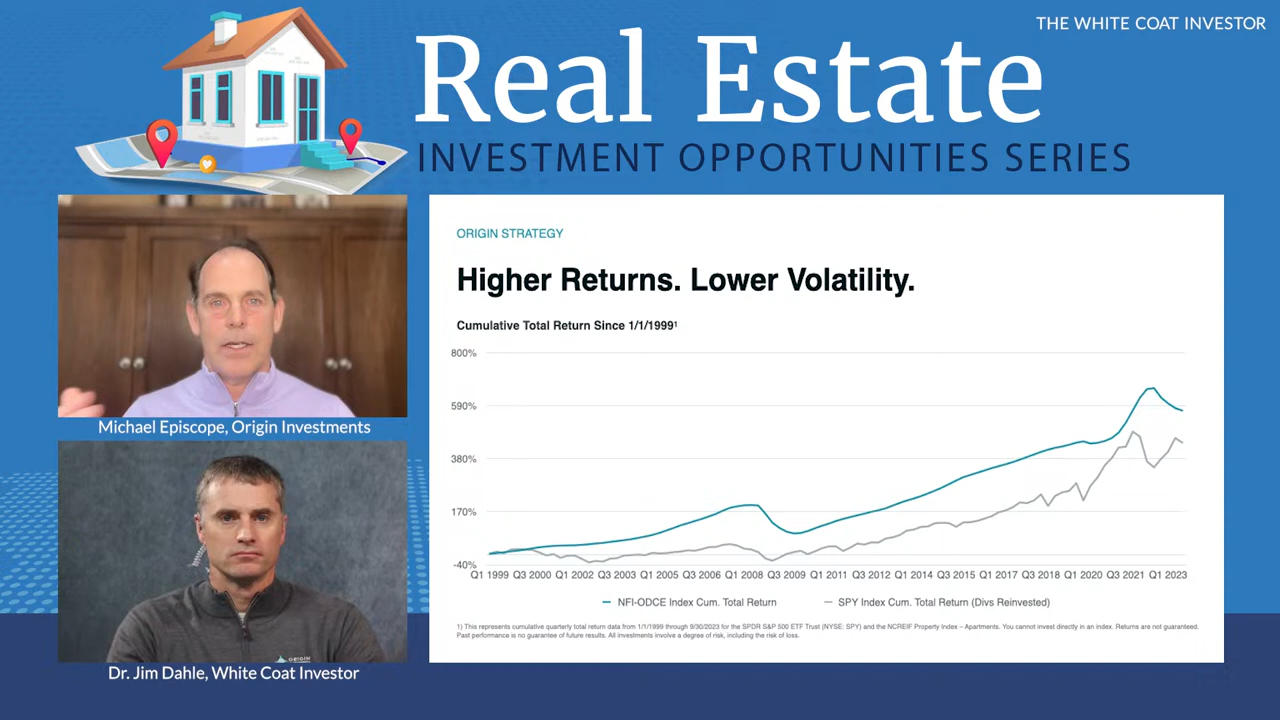 THE WHITE COAT INVESTOR
Real Estate
INVESTMENT OPPORTUNITIES SERIES
Michael Episcope, Origin Investments
Dr. Jim Dahle, White Coat Investor
ORIGIN STRATEGY
Higher Returns. Lower Volatility.
Cumulative Total Return Since 1/1/1999¹
800%
590%
380%
170%
-40%
Q1 1999 Q3 2000 Q1 2002 Q3 2003 Q1 2005 Q3 2006 Q1 2008 Q3 2009 Q1 2011 Q3 2012 Q3 2014 Q3 2015 Q1 2017 Q3 2018 Q1 2020 Q3 2021 Q1 2023
NFI-ODCE Index Cum. Total Return SPY Index Cum. Total Return (Divs Reinvested)
1) This represents cumulative quarterly total return data from 1/1/1999 through 9/30/2023 for the SPDR S&P 500 ETF Trust (NYSE: SPY) and the NCREIF Property Index – Apartments. You cannot invest directly in an index. Returns are not guaranteed.
Past performance is no guarantee of future results. All investments involve a degree of risk, including the risk of loss.
ORIGIN